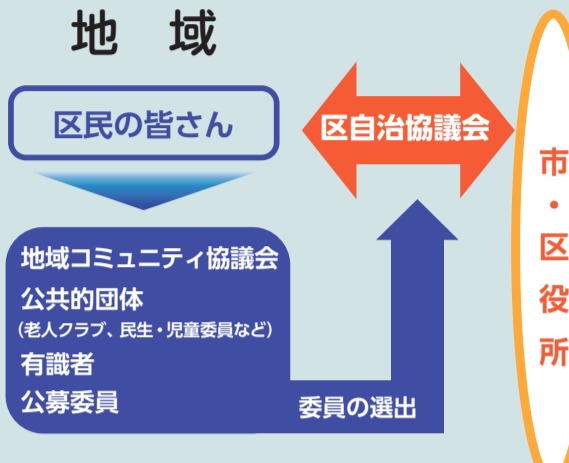 地　域
区民の皆さん
区自治協議会
地域コミュニティ協議会
公共的団体
(老人クラブ、民生・児童委員など)
有識者
公募委員
委員の選出
市・区役所